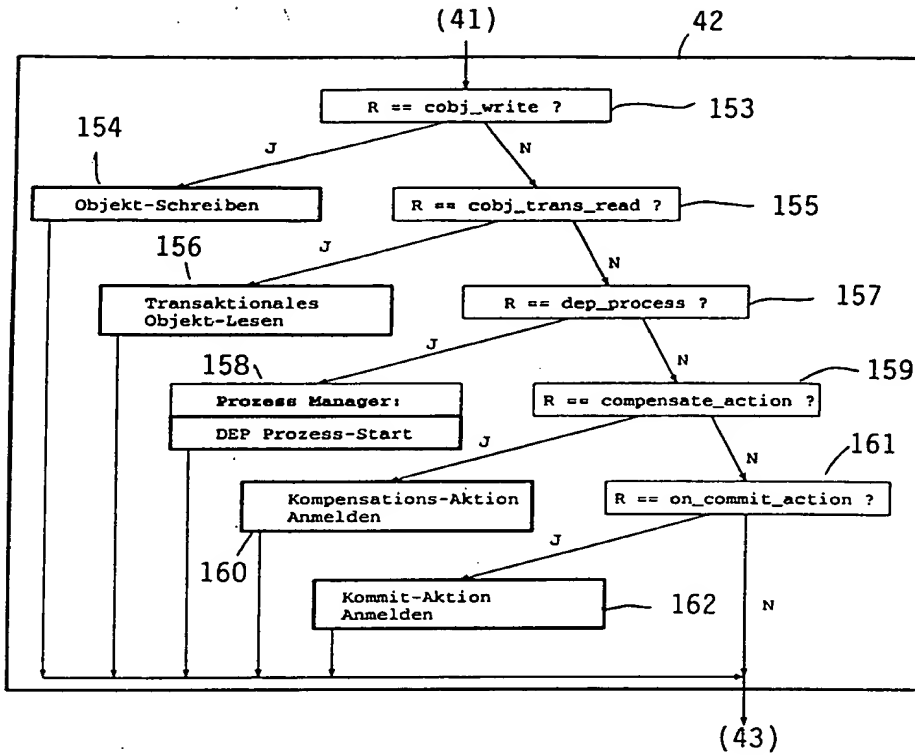 (41)
42
R == cobj_write ?
153
154
J
N
Objekt-Schreiben
R == cobj_trans_read ?
155
156
J
N
Transaktionales
Objekt-Lesen
R == dep_process ?
157
158
J
N
159
Prozess Manager:
DEP Prozess-Start
R == compensate_action ?
J
N
161
Kompensations-Aktion
Anmelden
R == on_commit_action ?
160
J
N
Kommit-Aktion
Anmelden
162
(43)